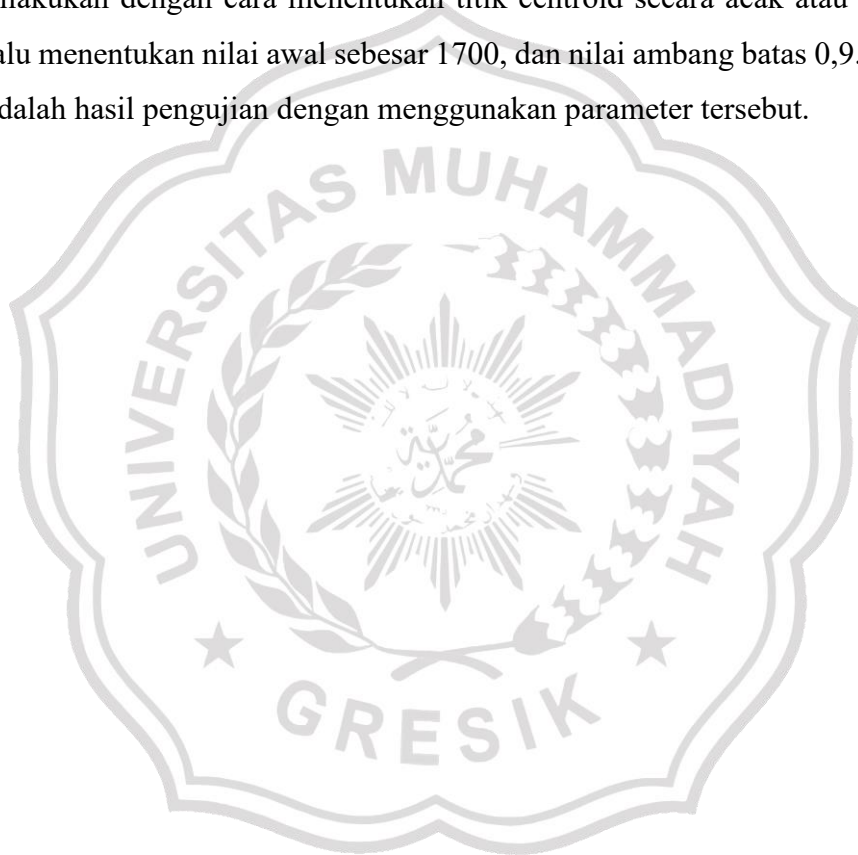 lakukan dengan cara menentukan titik centroid secara acak atau
alu menentukan nilai awal sebesar 1700, dan nilai ambang batas 0,9.
dalah hasil pengujian dengan menggunakan parameter tersebut.
UNIVERSITAS MUHAMMADIYAH
GRESIK